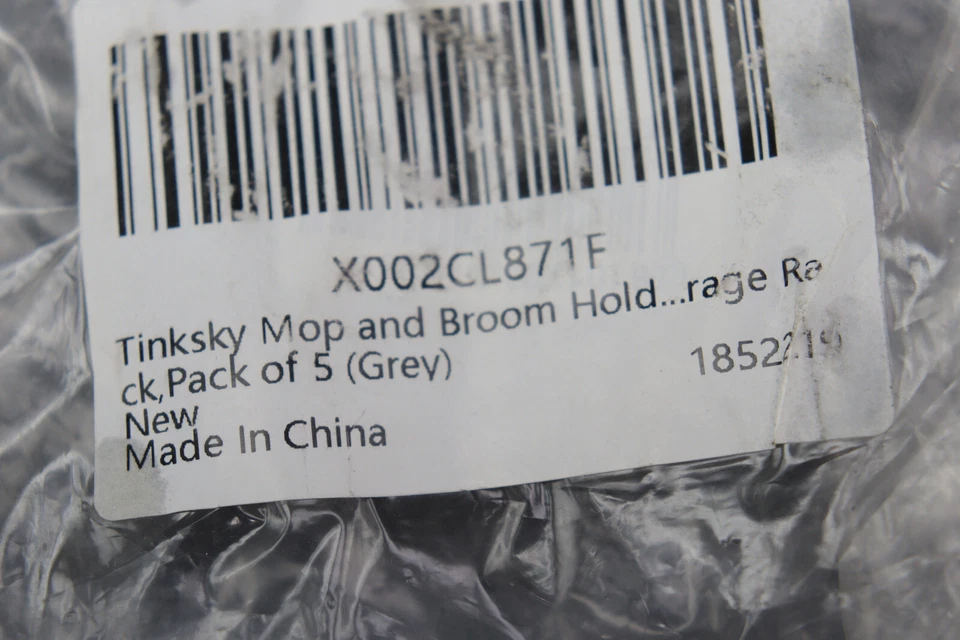 X002CL871F
Tinksky Mop and Broom Hold...rage Ra
ck,Pack of 5 (Grey)
New
Made In China